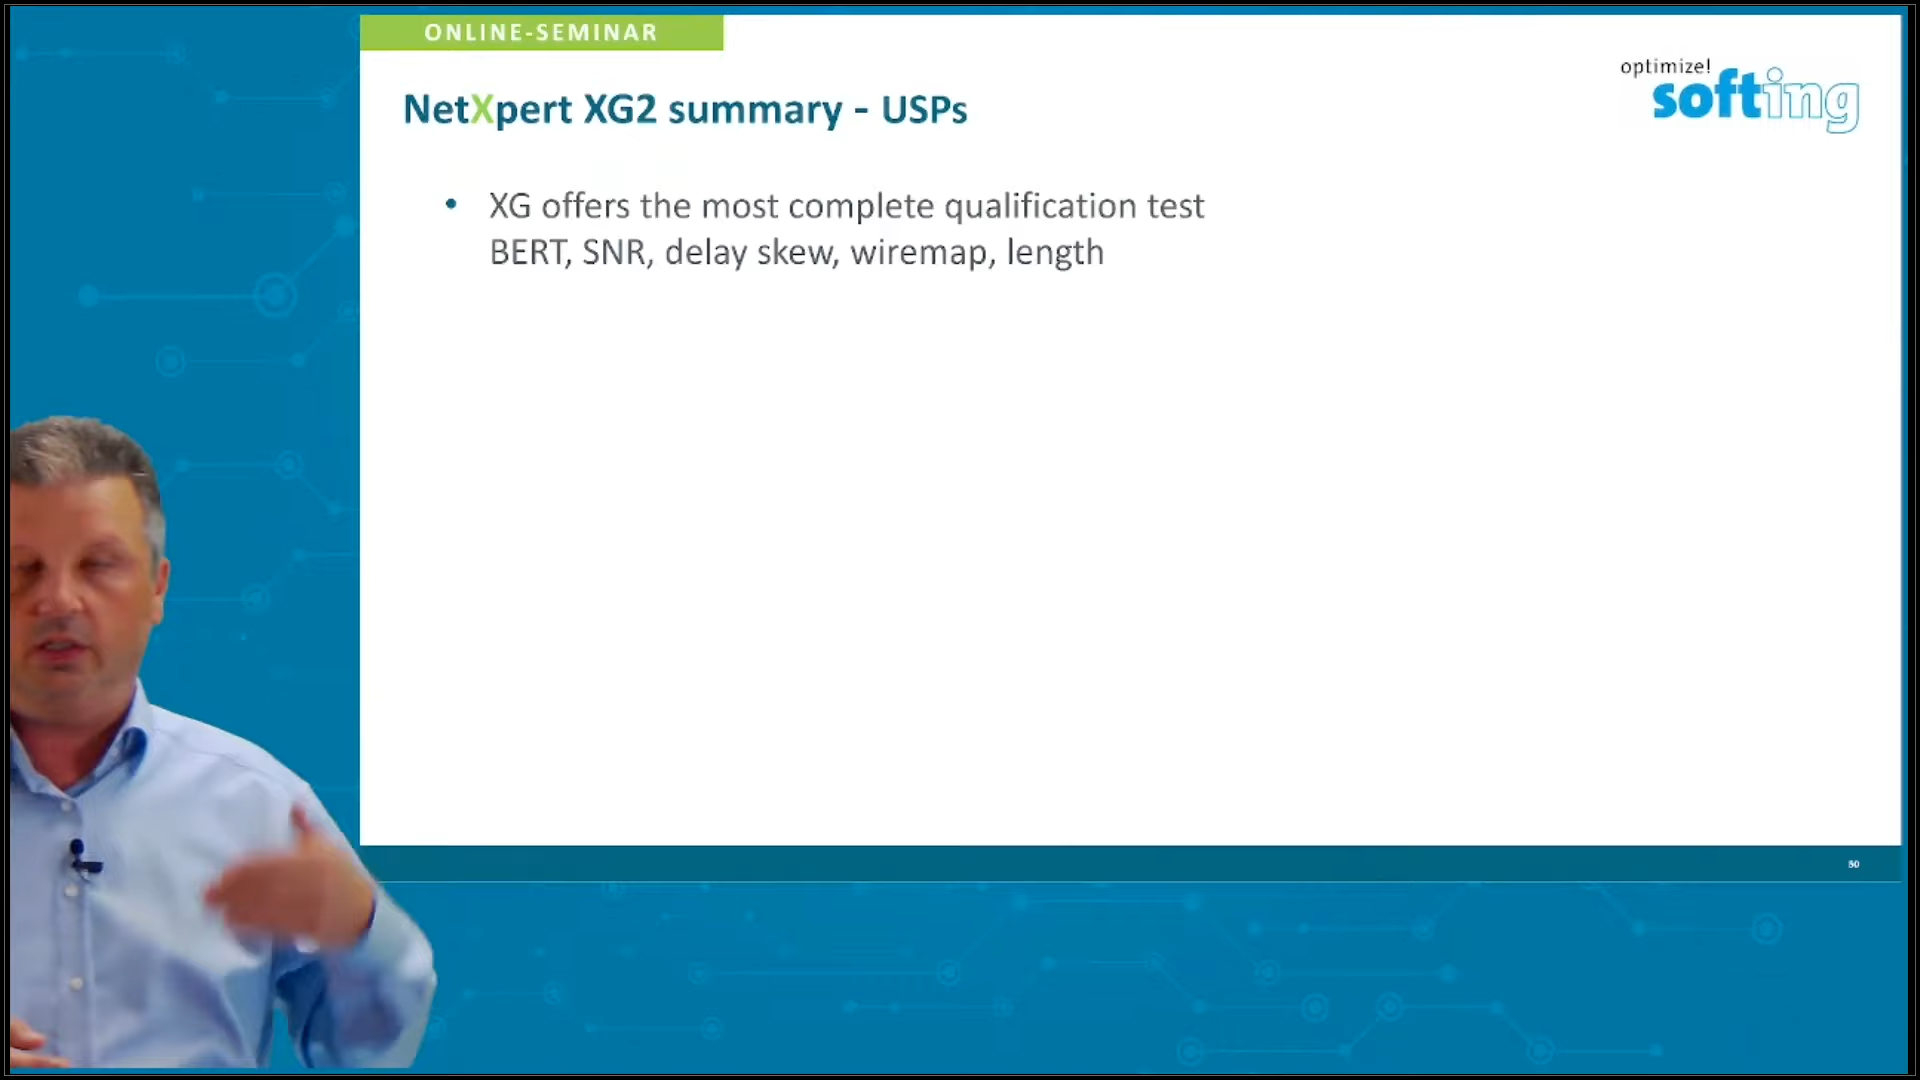 ONLINE-SEMINAR
optimize!
softing
NetXpert XG2 summary - USPs
• XG offers the most complete qualification test
BERT, SNR, delay skew, wiremap, length
50